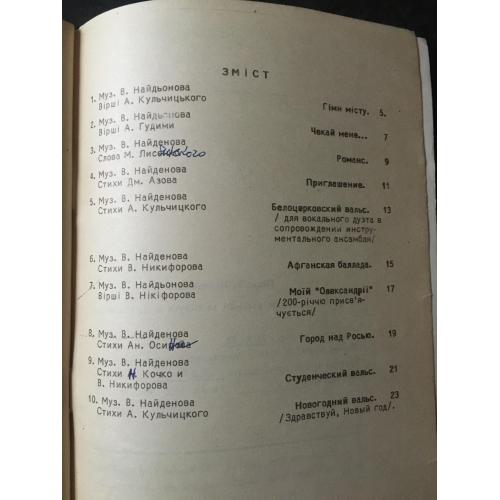 ЗМІСТ
1. Муз. В. Найдьонова
Вірші А. Кульчицького
Гімн місту. 5.
2. Муз. В. Найдьонова
Вірші А. Гудими
Чекай мене... 7
3. Муз. В. Найденова
Слова М.
Романс. 9
4. Муз. В. Найденова
Стихи Дм. Азова
Приглашение. 11
5. Муз. В. Найденова
Стихи А. Кульчицкого
Белоцерковский вальс. 13
/ для вокального дуэта в
сопровождении инстру-
ментального ансамбля/
6. Муз. В. Найденова
Стихи В. Никифорова
Афганская баллада. 15
7. Муз. В. Найдьонова
Вірші В. Нікіфорова
Моїй "Олександрії" 17
/200-річчю присв'я-
чується/
8. Муз. В. Найденова
Стихи Ан.
Город над Росью. 19
9. Муз. В. Найденова
Стихи Н Кочко и
В. Никифорова
Студенческий вальс. 21
10. Муз. В. Найденова
Стихи А. Кульчицкого
Новогодний вальс. 23
/Здравствуй, Новый год/.